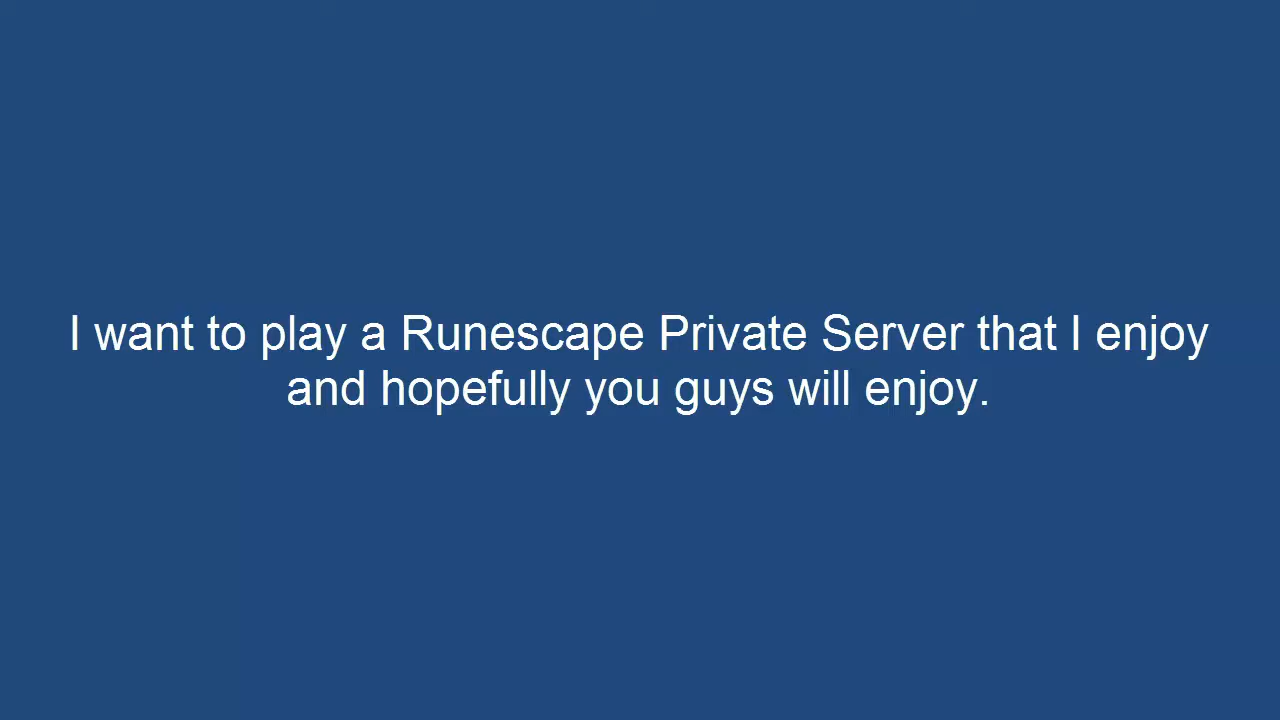 I want to play a Runescape Private Server that I enjoy
and hopefully you guys will enjoy.